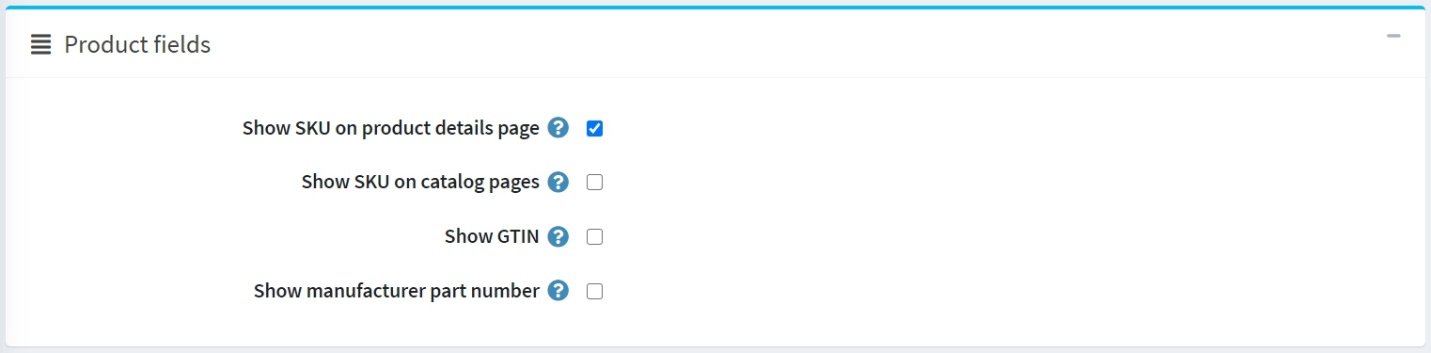 Product fields
Show SKU on product details page
Show SKU on catalog pages
Show GTIN
Show manufacturer part number